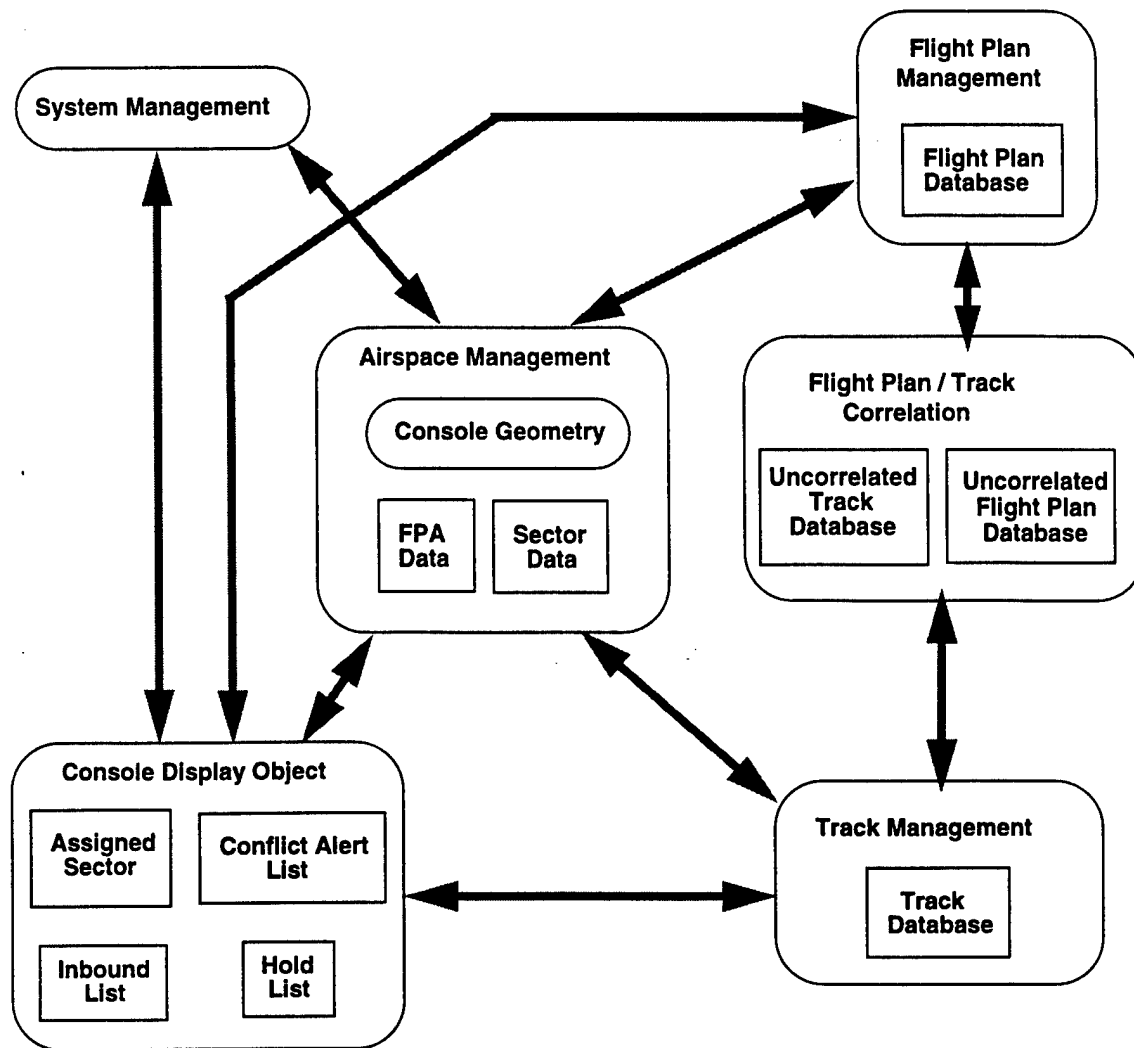 System Management
Flight Plan
Management
Flight Plan
Database
Airspace Management
Console Geometry
FPA
Data
Sector
Data
Flight Plan / Track
Correlation
Uncorrelated
Track
Database
Uncorrelated
Flight Plan
Database
Console Display Object
Assigned
Sector
Conflict Alert
List
Inbound
List
Hold
List
Track Management
Track
Database